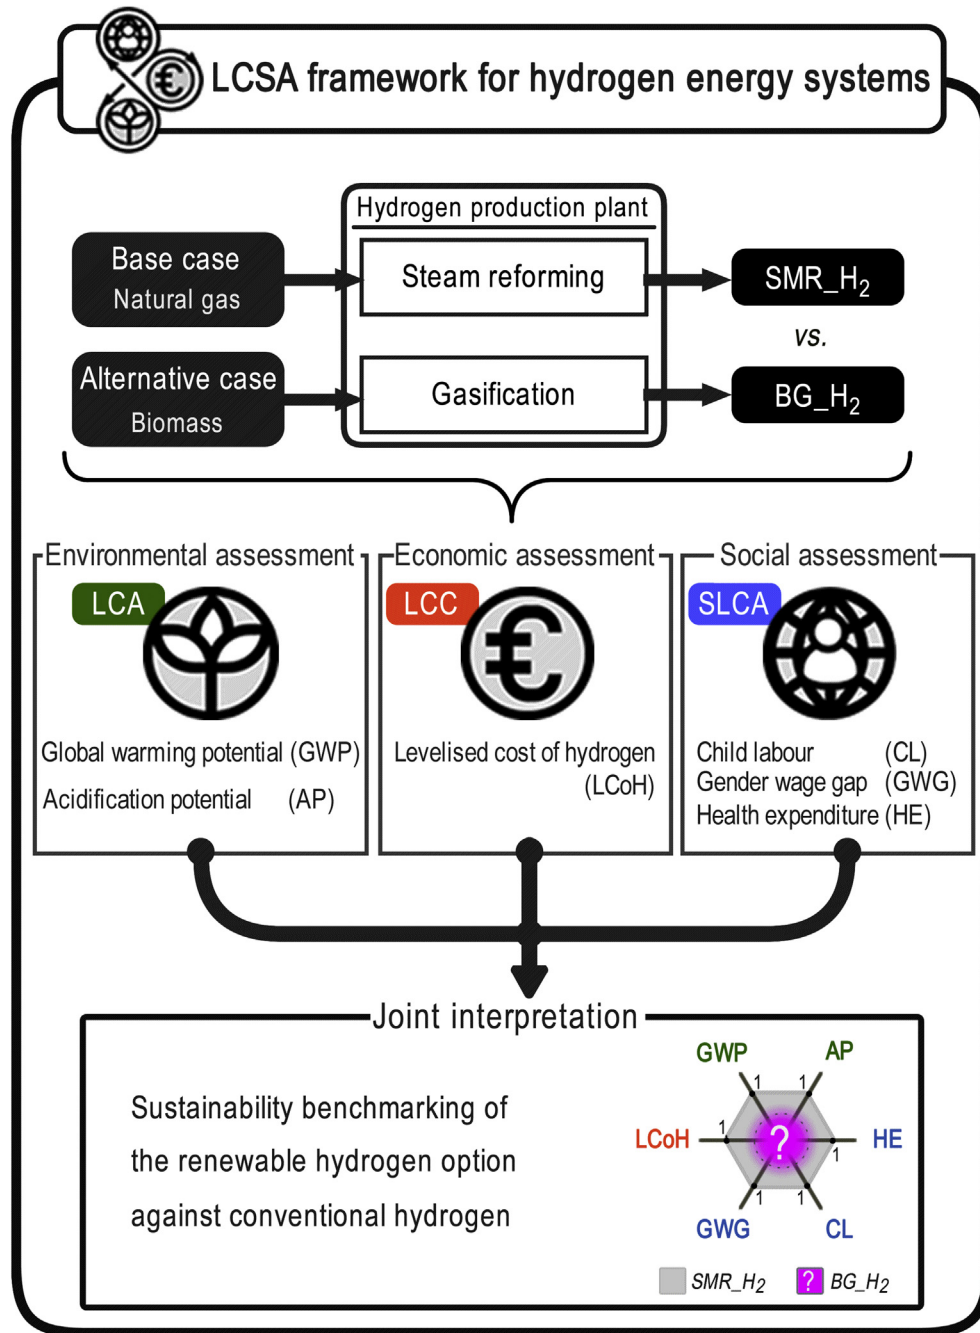 LCSA framework for hydrogen energy systems
Hydrogen production plant
Base case
Natural gas
Steam reforming
SMR_H₂
vs.
Alternative case
Biomass
Gasification
BG_H₂
Environmental assessment
LCA
Global warming potential (GWP)
Acidification potential (AP)
Economic assessment
LCC
€
Levelised cost of hydrogen
(LCoH)
Social assessment
SLCA
Child labour (CL)
Gender wage gap (GWG)
Health expenditure (HE)
Joint interpretation
Sustainability benchmarking of
the renewable hydrogen option
against conventional hydrogen
GWP AP
1 1
LCoH 1 ? 1 HE
1 1
GWG CL
SMR_H₂ ? BG_H₂